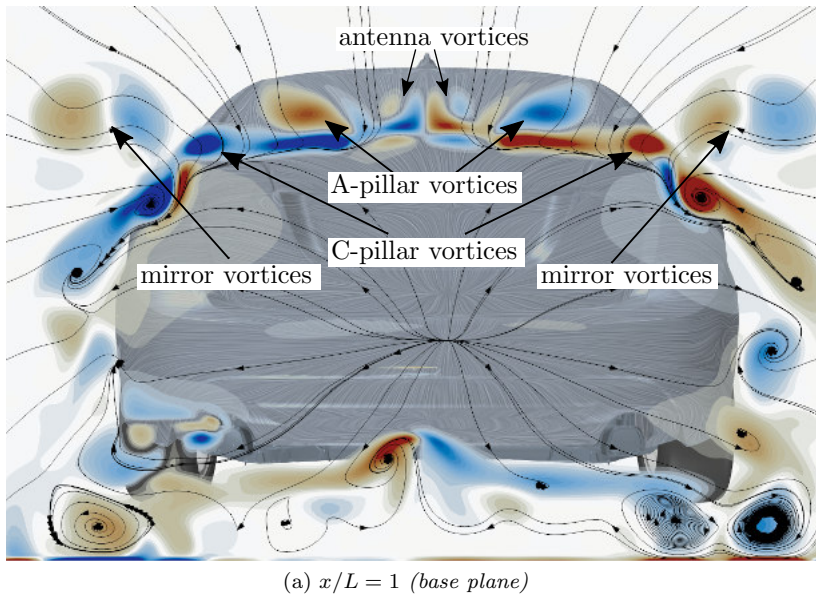 antenna vortices
A-pillar vortices
C-pillar vortices
mirror vortices
mirror vortices
(a) x/L = 1 (base plane)